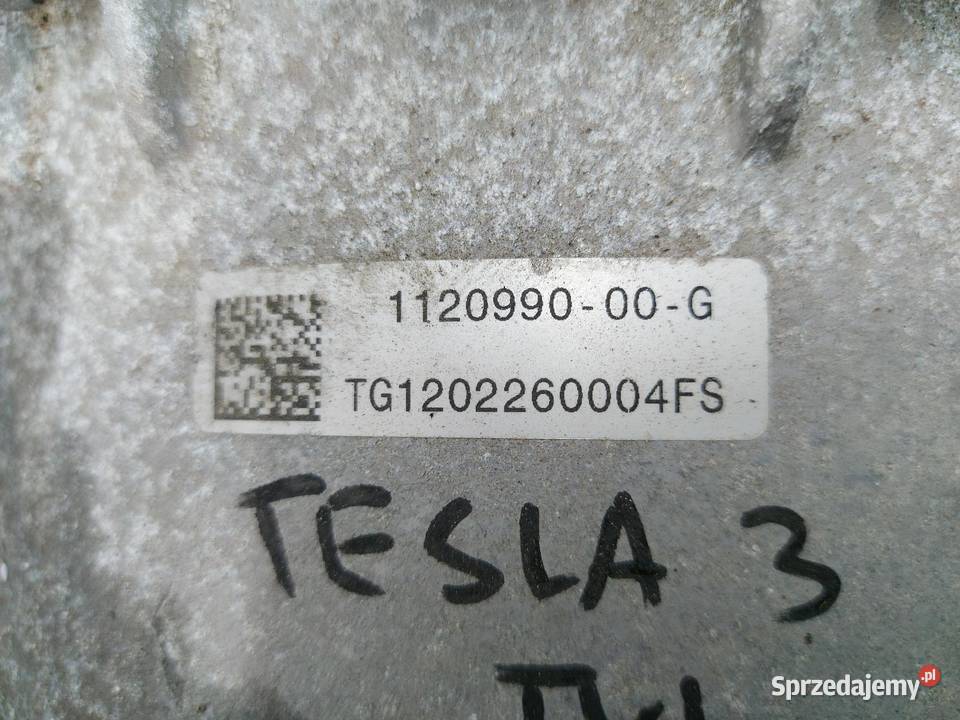 1120990-00-G
TG1202260004FS
TESLA 3
Sprzedajemy.pl